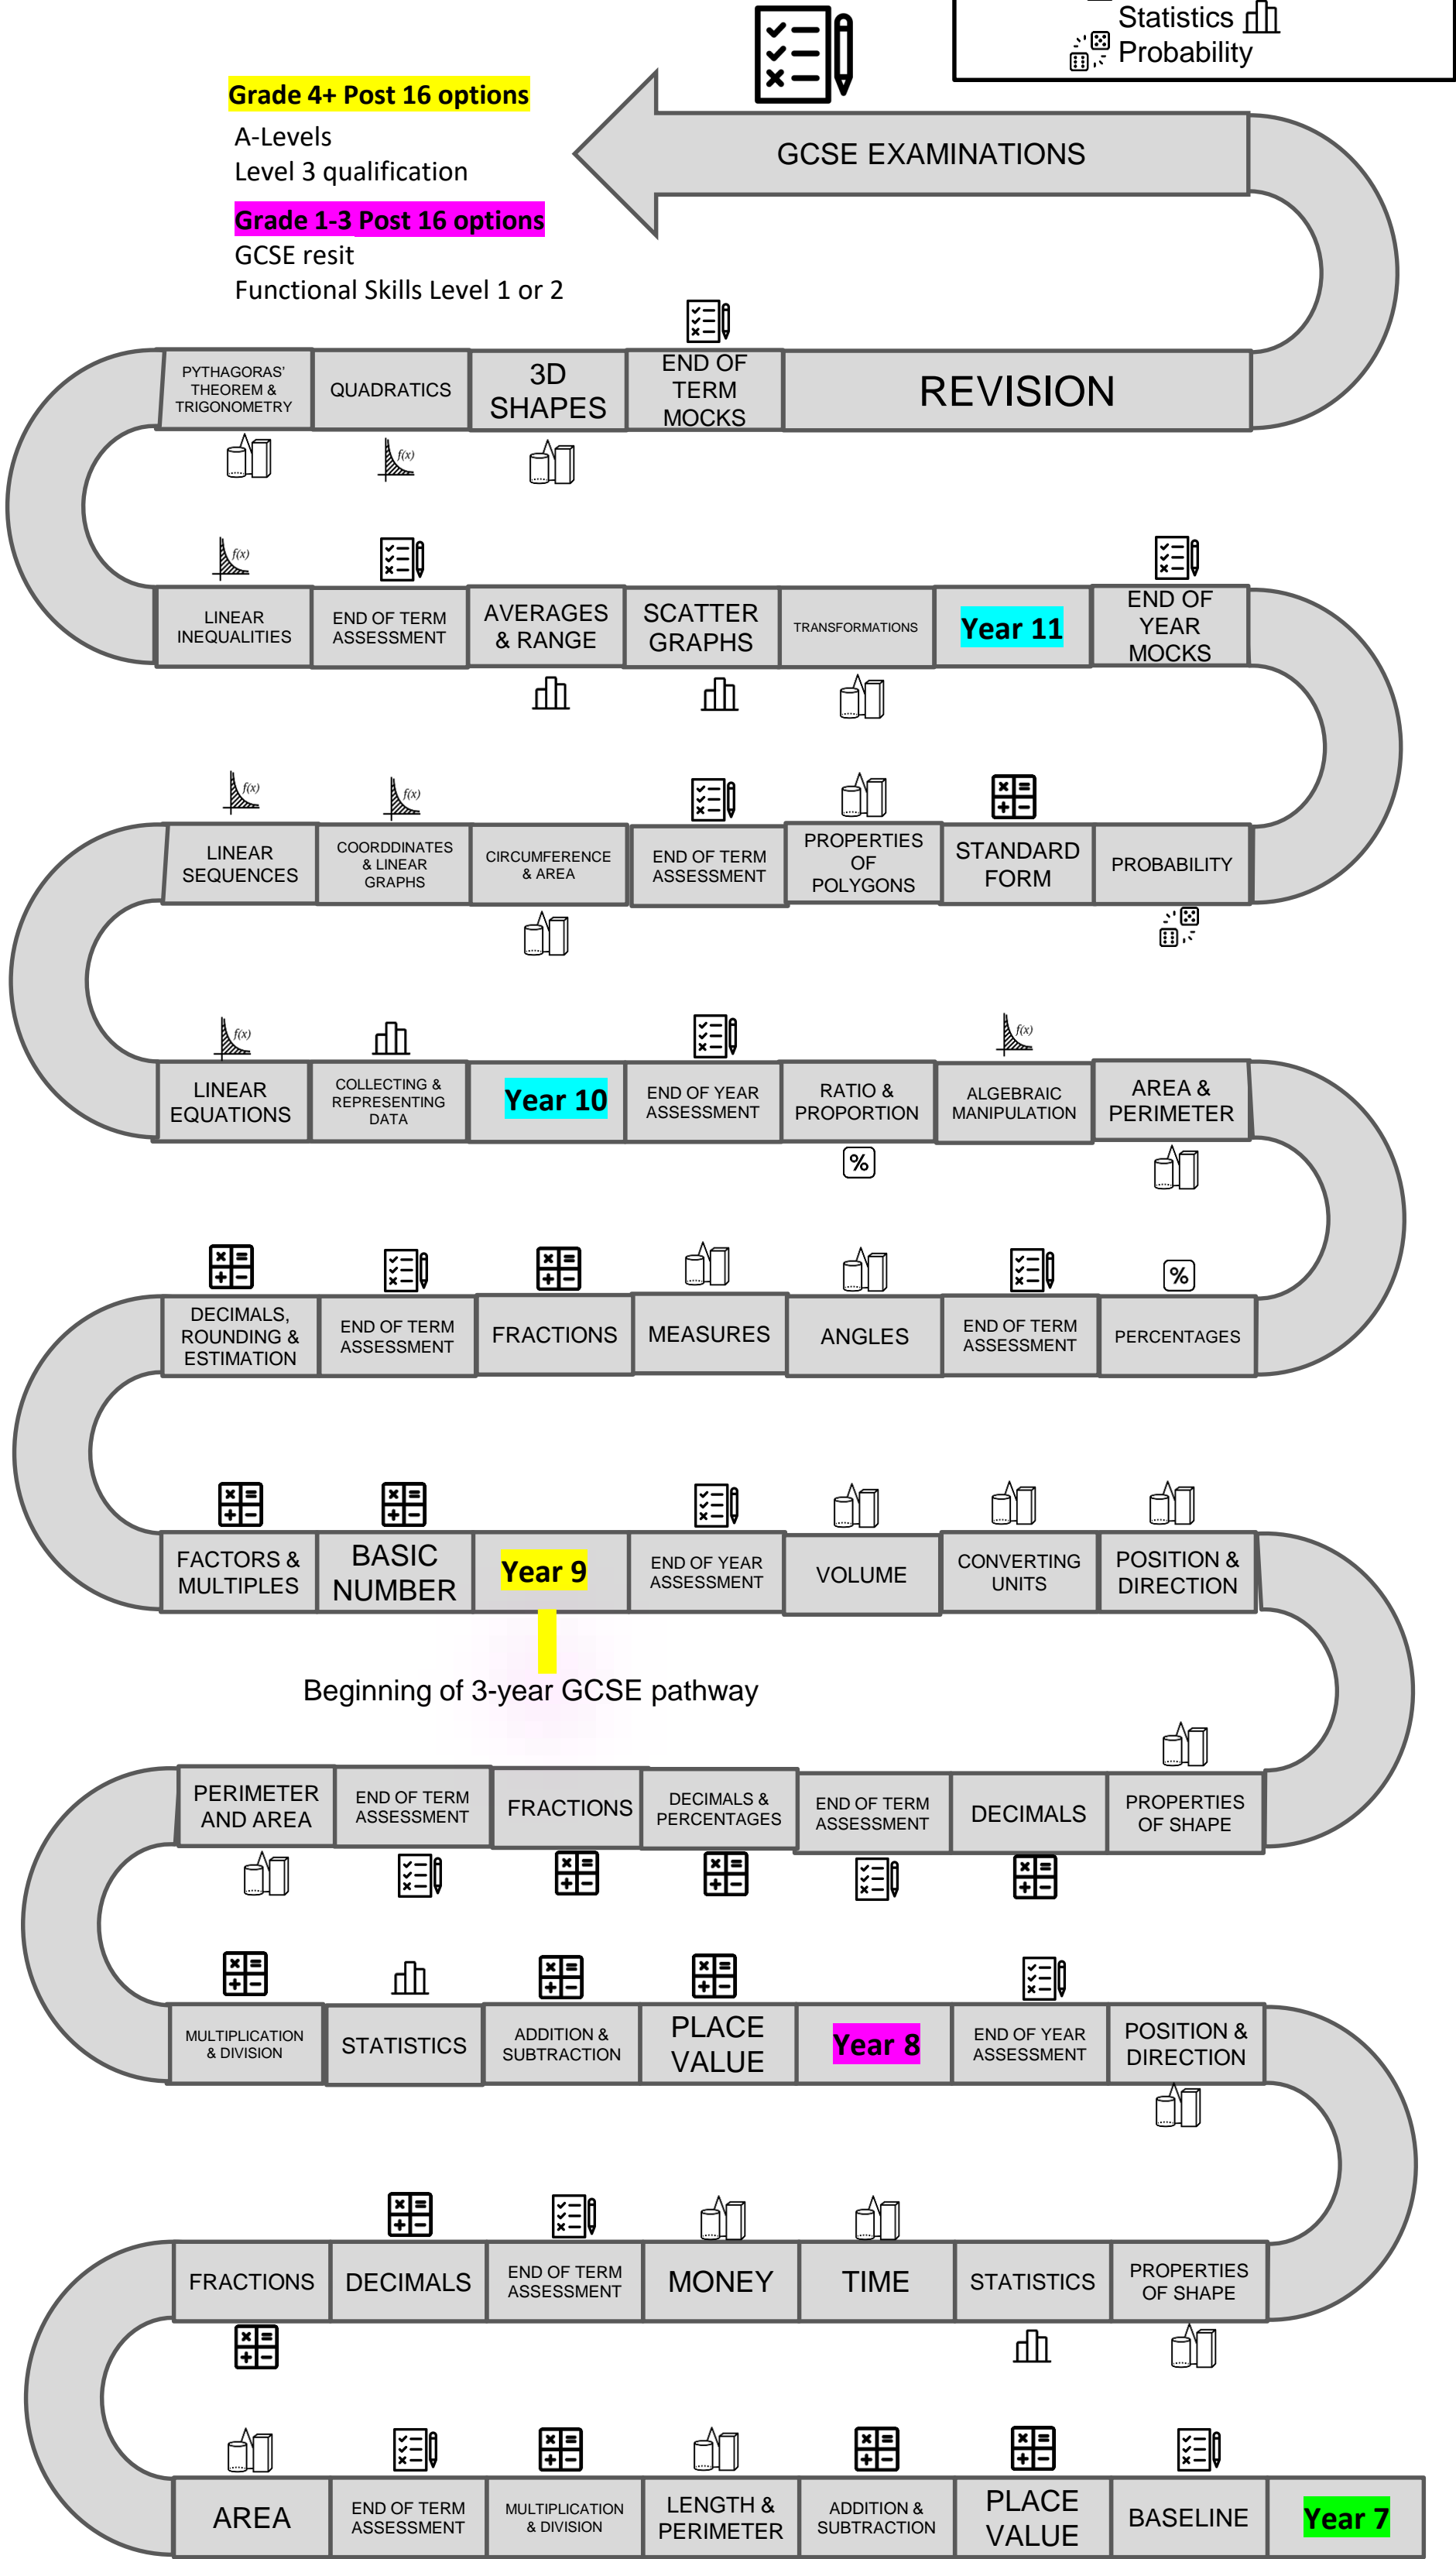 Statistics
Probability
Grade 4+ Post 16 options
A-Levels
Level 3 qualification
Grade 1-3 Post 16 options
GCSE resit
Functional Skills Level 1 or 2
GCSE EXAMINATIONS
PYTHAGORAS’
THEOREM &
TRIGONOMETRY
QUADRATICS
3D
SHAPES
END OF
TERM
MOCKS
REVISION
f(x)
f(x)
LINEAR
INEQUALITIES
END OF TERM
ASSESSMENT
AVERAGES
& RANGE
SCATTER
GRAPHS
TRANSFORMATIONS
Year 11
END OF
YEAR
MOCKS
f(x)
f(x)
LINEAR
SEQUENCES
COORDDINATES
& LINEAR
GRAPHS
CIRCUMFERENCE
& AREA
END OF TERM
ASSESSMENT
PROPERTIES
OF
POLYGONS
STANDARD
FORM
PROBABILITY
f(x)
f(x)
LINEAR
EQUATIONS
COLLECTING &
REPRESENTING
DATA
Year 10
END OF YEAR
ASSESSMENT
RATIO &
PROPORTION
ALGEBRAIC
MANIPULATION
AREA &
PERIMETER
%
%
DECIMALS,
ROUNDING &
ESTIMATION
END OF TERM
ASSESSMENT
FRACTIONS
MEASURES
ANGLES
END OF TERM
ASSESSMENT
PERCENTAGES
FACTORS &
MULTIPLES
BASIC
NUMBER
Year 9
END OF YEAR
ASSESSMENT
VOLUME
CONVERTING
UNITS
POSITION &
DIRECTION
Beginning of 3-year GCSE pathway
PERIMETER
AND AREA
END OF TERM
ASSESSMENT
FRACTIONS
DECIMALS &
PERCENTAGES
END OF TERM
ASSESSMENT
DECIMALS
PROPERTIES
OF SHAPE
MULTIPLICATION
& DIVISION
STATISTICS
ADDITION &
SUBTRACTION
PLACE
VALUE
Year 8
END OF YEAR
ASSESSMENT
POSITION &
DIRECTION
FRACTIONS
DECIMALS
END OF TERM
ASSESSMENT
MONEY
TIME
STATISTICS
PROPERTIES
OF SHAPE
AREA
END OF TERM
ASSESSMENT
MULTIPLICATION
& DIVISION
LENGTH &
PERIMETER
ADDITION &
SUBTRACTION
PLACE
VALUE
BASELINE
Year 7